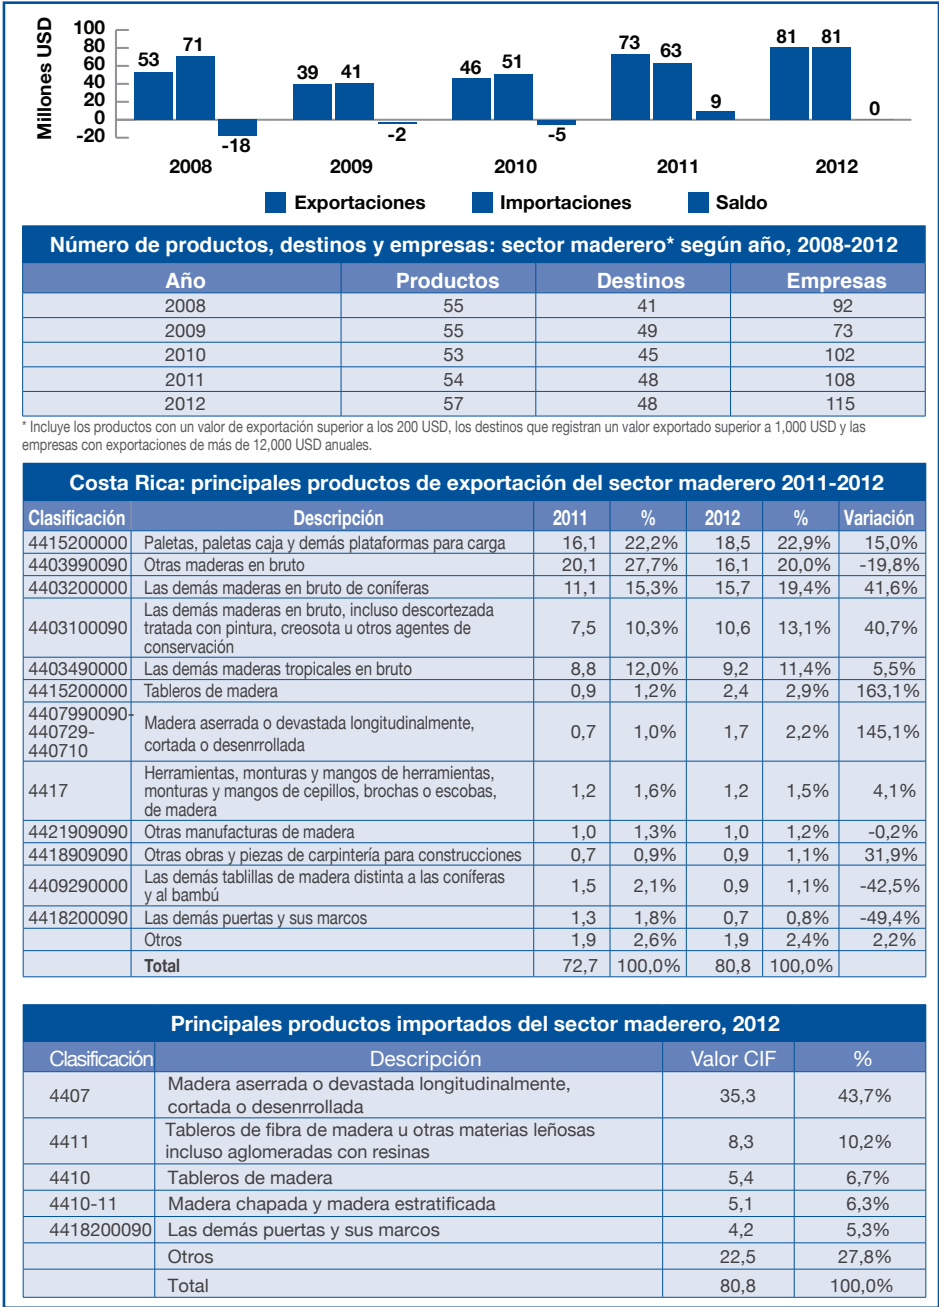 Millones USD
100
80
60
40
20
0
-20
53 71 -18
39 41 -2
46 51 -5
73 63 9
81 81 0
2008 2009 2010 2011 2012
Exportaciones Importaciones Saldo
Número de productos, destinos y empresas: sector maderero* según año, 2008-2012
Año Productos Destinos Empresas
2008 55 41 92
2009 55 49 73
2010 53 45 102
2011 54 48 108
2012 57 48 115
* Incluye los productos con un valor de exportación superior a los 200 USD, los destinos que registran un valor exportado superior a 1,000 USD y las
empresas con exportaciones de más de 12,000 USD anuales.
Costa Rica: principales productos de exportación del sector maderero 2011-2012
Clasificación Descripción 2011 % 2012 % Variación
4415200000 Paletas, paletas caja y demás plataformas para carga 16,1 22,2% 18,5 22,9% 15,0%
4403990090 Otras maderas en bruto 20,1 27,7% 16,1 20,0% -19,8%
4403200000 Las demás maderas en bruto de coníferas 11,1 15,3% 15,7 19,4% 41,6%
Las demás maderas en bruto, incluso descortezada
4403100090 tratada con pintura, creosota u otros agentes de 7,5 10,3% 10,6 13,1% 40,7%
conservación
4403490000 Las demás maderas tropicales en bruto 8,8 12,0% 9,2 11,4% 5,5%
4415200000 Tableros de madera 0,9 1,2% 2,4 2,9% 163,1%
4407990090-
440729-
440710
Madera aserrada o devastada longitudinalmente,
cortada o desenrrollada
0,7 1,0% 1,7 2,2% 145,1%
Herramientas, monturas y mangos de herramientas,
4417 monturas y mangos de cepillos, brochas o escobas, 1,2 1,6% 1,2 1,5% 4,1%
de madera
4421909090 Otras manufacturas de madera 1,0 1,3% 1,0 1,2% -0,2%
4418909090 Otras obras y piezas de carpintería para construcciones 0,7 0,9% 0,9 1,1% 31,9%
4409290000 Las demás tablillas de madera distinta a las coníferas
y al bambú
1,5 2,1% 0,9 1,1% -42,5%
4418200090 Las demás puertas y sus marcos 1,3 1,8% 0,7 0,8% -49,4%
Otros 1,9 2,6% 1,9 2,4% 2,2%
Total 72,7 100,0% 80,8 100,0%
Principales productos importados del sector maderero, 2012
Clasificación Descripción Valor CIF %
4407 Madera aserrada o devastada longitudinalmente,
cortada o desenrrollada
35,3 43,7%
4411 Tableros de fibra de madera u otras materias leñosas
incluso aglomeradas con resinas
8,3 10,2%
4410 Tableros de madera 5,4 6,7%
4410-11 Madera chapada y madera estratificada 5,1 6,3%
4418200090 Las demás puertas y sus marcos 4,2 5,3%
Otros 22,5 27,8%
Total 80,8 100,0%